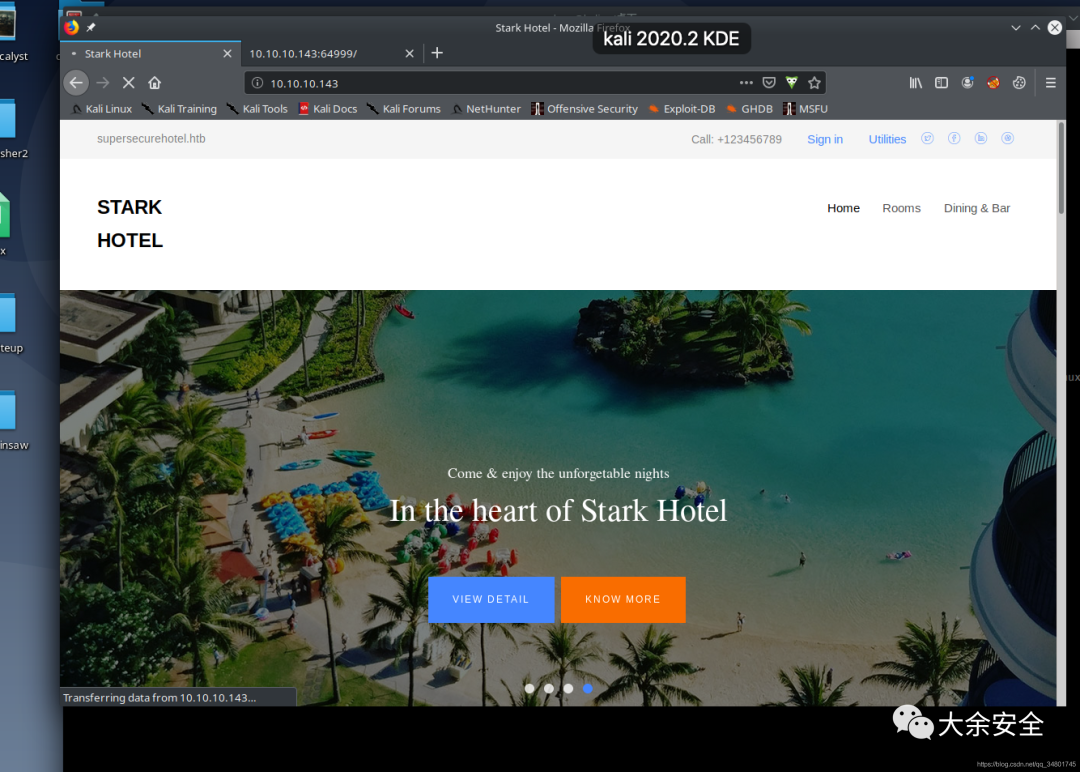 Stark Hotel - Mozilla Firefox
kali 2020.2 KDE
Stark Hotel
10.10.10.143:64999/
10.10.10.143
Kali Linux Kali Training Kali Tools Kali Docs Kali Forums NetHunter Offensive Security Exploit-DB GHDB MSFU
supersecurehotel.htb Call: +123456789 Sign in Utilities
STARK
HOTEL
Home Rooms Dining & Bar
Come & enjoy the unforgetable nights
In the heart of Stark Hotel
VIEW DETAIL KNOW MORE
Transferring data from 10.10.10.143...
calyst
sher2
x
teup
insaw
大余安全
https://blog.csdn.net/qq_34801745